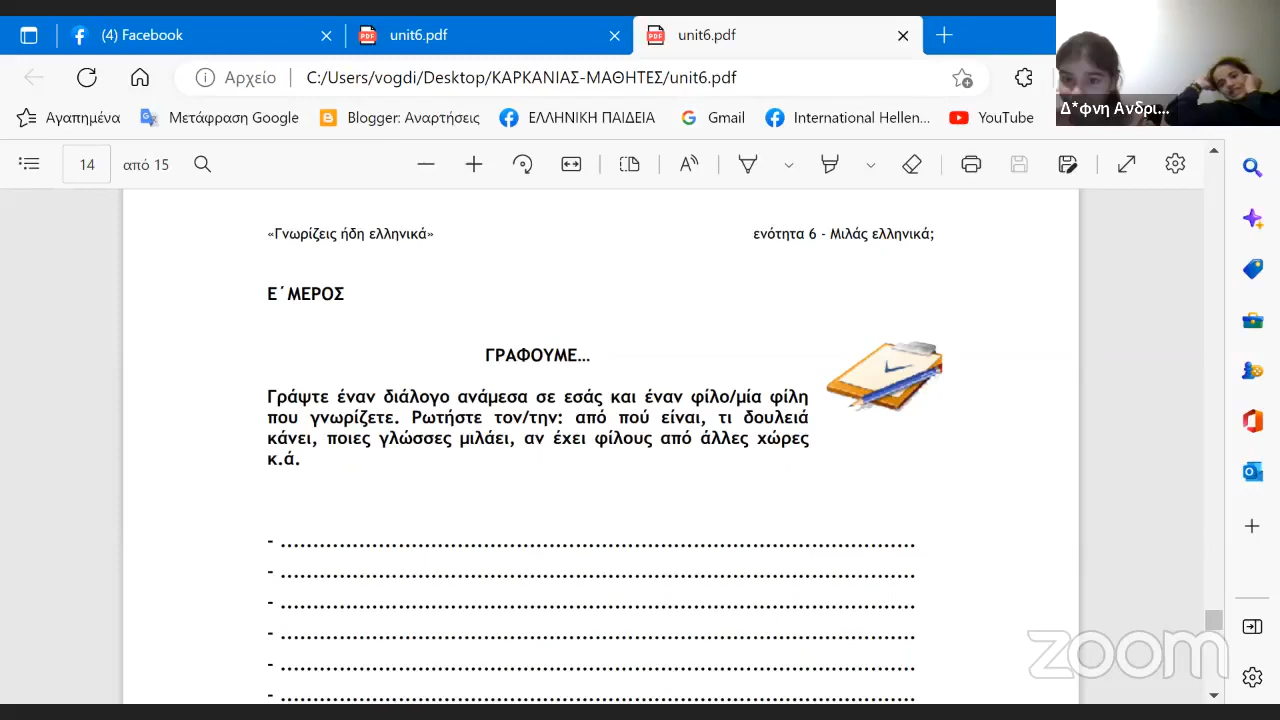 (4) Facebook
unit6.pdf
unit6.pdf
Αρχείο
C:/Users/vogdi/Desktop/ΚΑΡΚΑΝΙΑΣ-ΜΑΘΗΤΕΣ/unit6.pdf
Δ*φνη Ανδρι...
Αγαπημένα
Μετάφραση Google
Blogger: Αναρτήσεις
ΕΛΛΗΝΙΚΗ ΠΑΙΔΕΙΑ
Gmail
International Hellen...
YouTube
14
από 15
«Γνωρίζεις ήδη ελληνικά»
ενότητα 6 - Μιλάς ελληνικά;
Ε΄ΜΕΡΟΣ
ΓΡΑΦΟΥΜΕ...
Γράψτε έναν διάλογο ανάμεσα σε εσάς και έναν φίλο/μία φίλη
που γνωρίζετε. Ρωτήστε τον/την: από πού είναι, τι δουλειά
κάνει, ποιες γλώσσες μιλάει, αν έχει φίλους από άλλες χώρες
κ.ά.
zoom